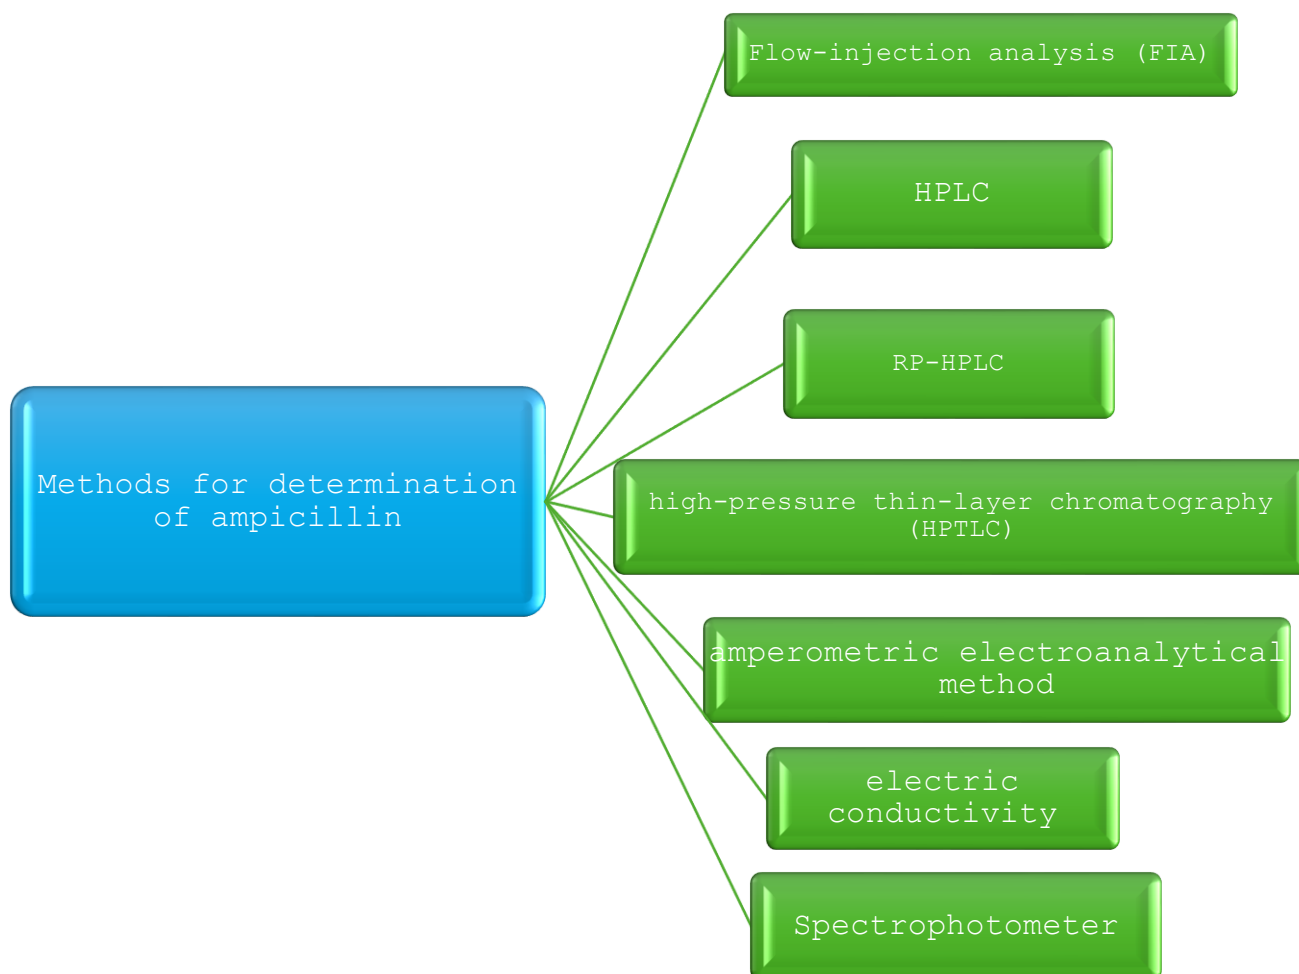 Flow-injection analysis (FIA)
HPLC
RP-HPLC
Methods for determination
of ampicillin
high-pressure thin-layer chromatography
(HPTLC)
amperometric electroanalytical
method
electric
conductivity
Spectrophotometer